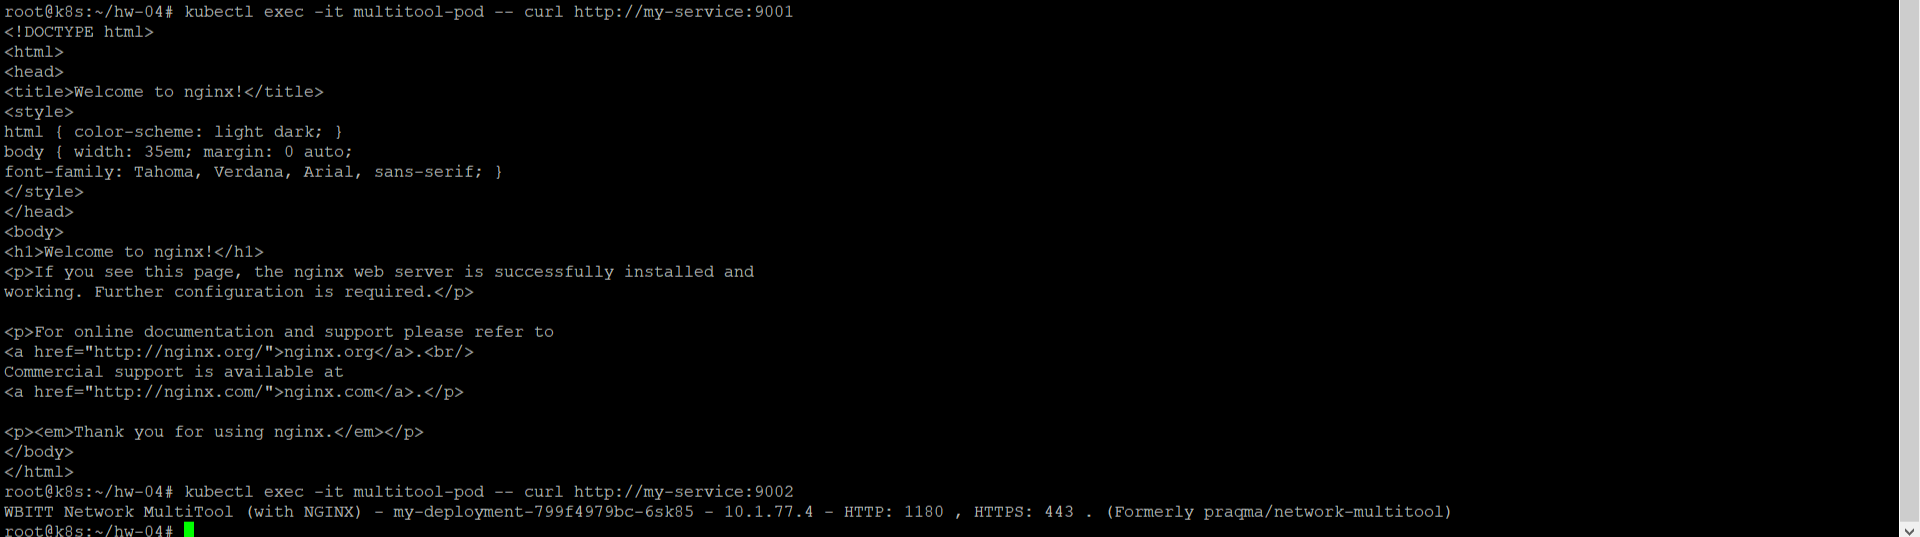 root@k8s:~/hw-04# kubectl exec -it multitool-pod -- curl http://my-service:9001
<!DOCTYPE html>
<html>
<head>
<title>Welcome to nginx!</title>
<style>
html { color-scheme: light dark; }
body { width: 35em; margin: 0 auto;
font-family: Tahoma, Verdana, Arial, sans-serif; }
</style>
</head>
<body>
<h1>Welcome to nginx!</h1>
<p>If you see this page, the nginx web server is successfully installed and
working. Further configuration is required.</p>

<p>For online documentation and support please refer to
<a href="http://nginx.org/">nginx.org</a>.<br/>
Commercial support is available at
<a href="http://nginx.com/">nginx.com</a>.</p>

<p><em>Thank you for using nginx.</em></p>
</body>
</html>
root@k8s:~/hw-04# kubectl exec -it multitool-pod -- curl http://my-service:9002
WBITT Network MultiTool (with NGINX) - my-deployment-799f4979bc-6sk85 - 10.1.77.4 - HTTP: 1180 , HTTPS: 443 . (Formerly praqma/network-multitool)
root@k8s:~/hw-04#